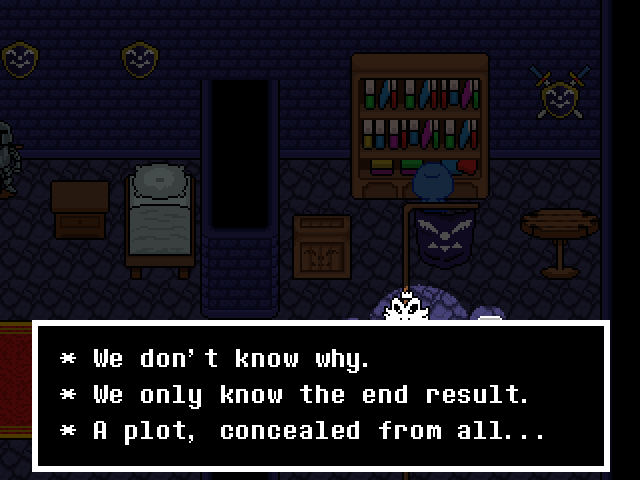 * We don't know why.
* We only know the end result.
* A plot, concealed from all...